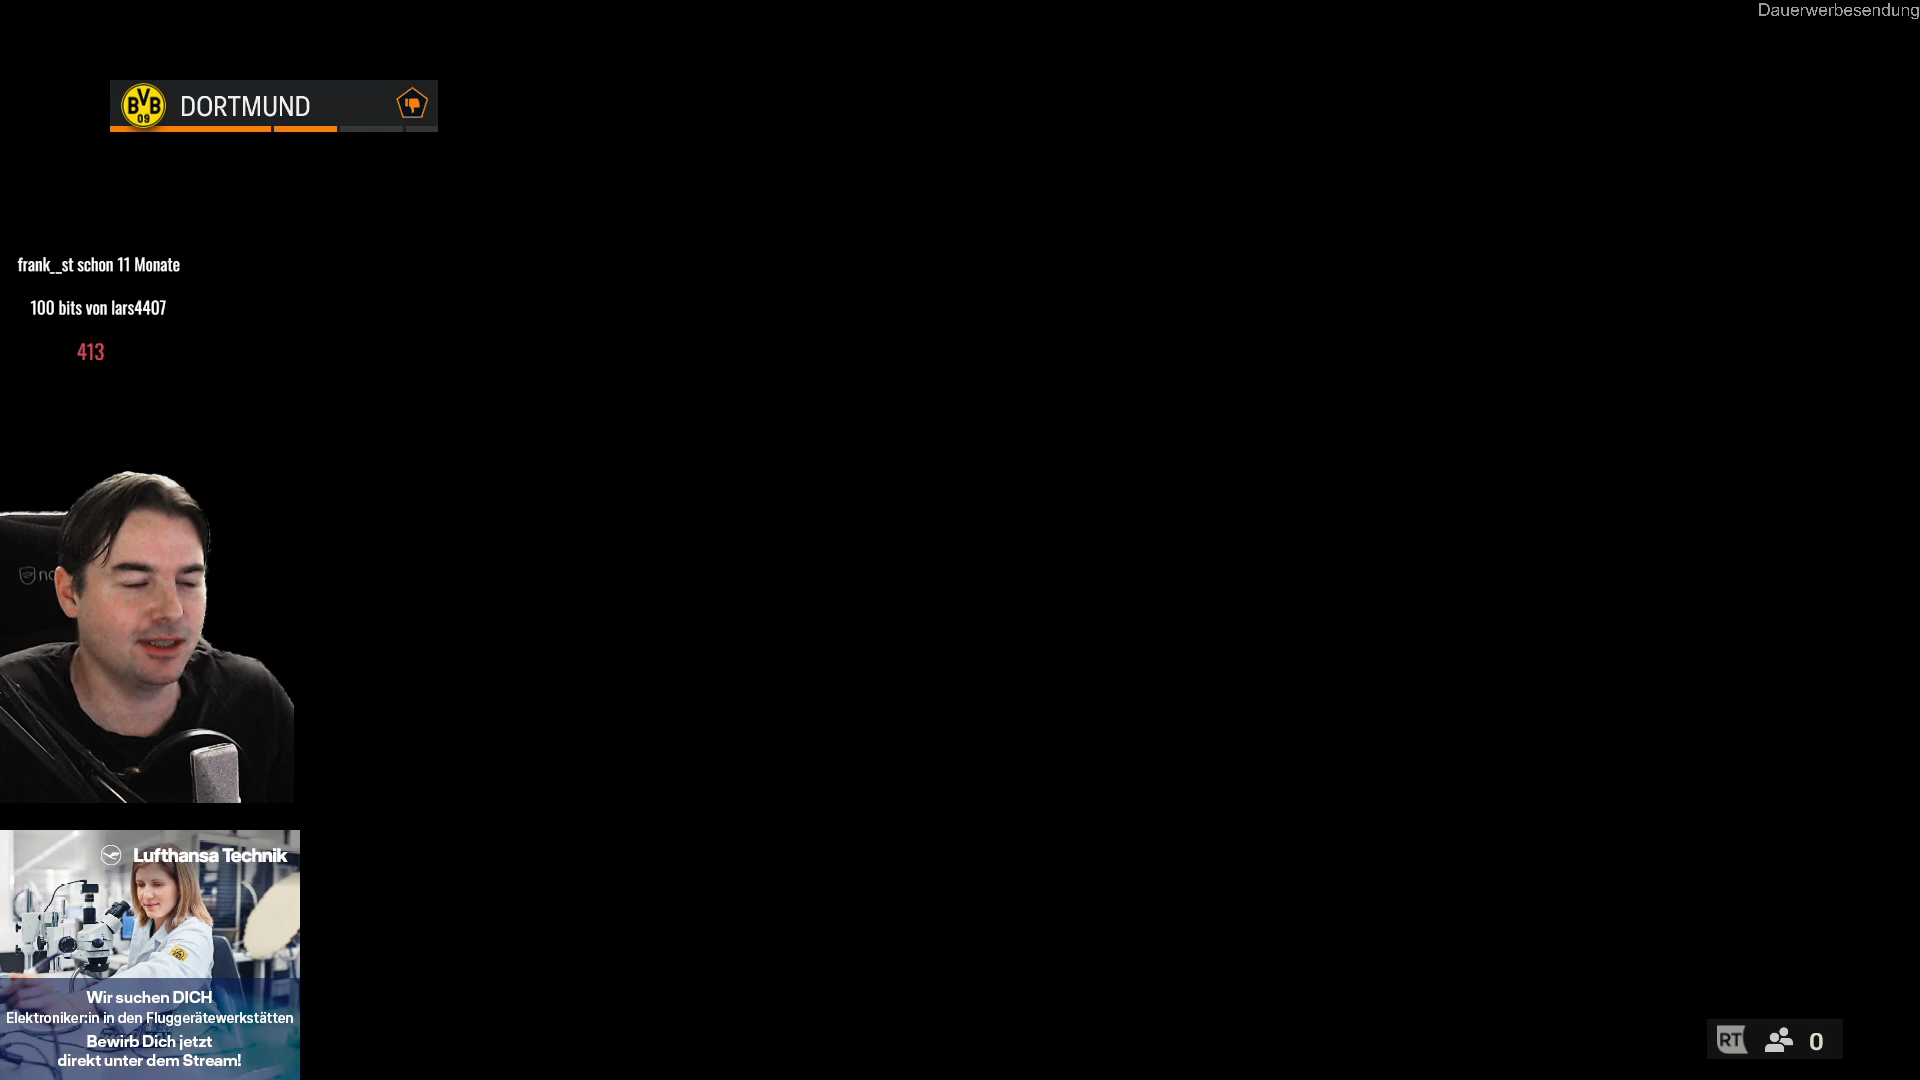 Dauerwerbesendung
BVB
09
DORTMUND
frank__st schon 11 Monate
100 bits von lars4407
413
Lufthansa Technik
Wir suchen DICH
Elektroniker:in in den Fluggerätewerkstätten
Bewirb Dich jetzt
direkt unter dem Stream!
RT
0